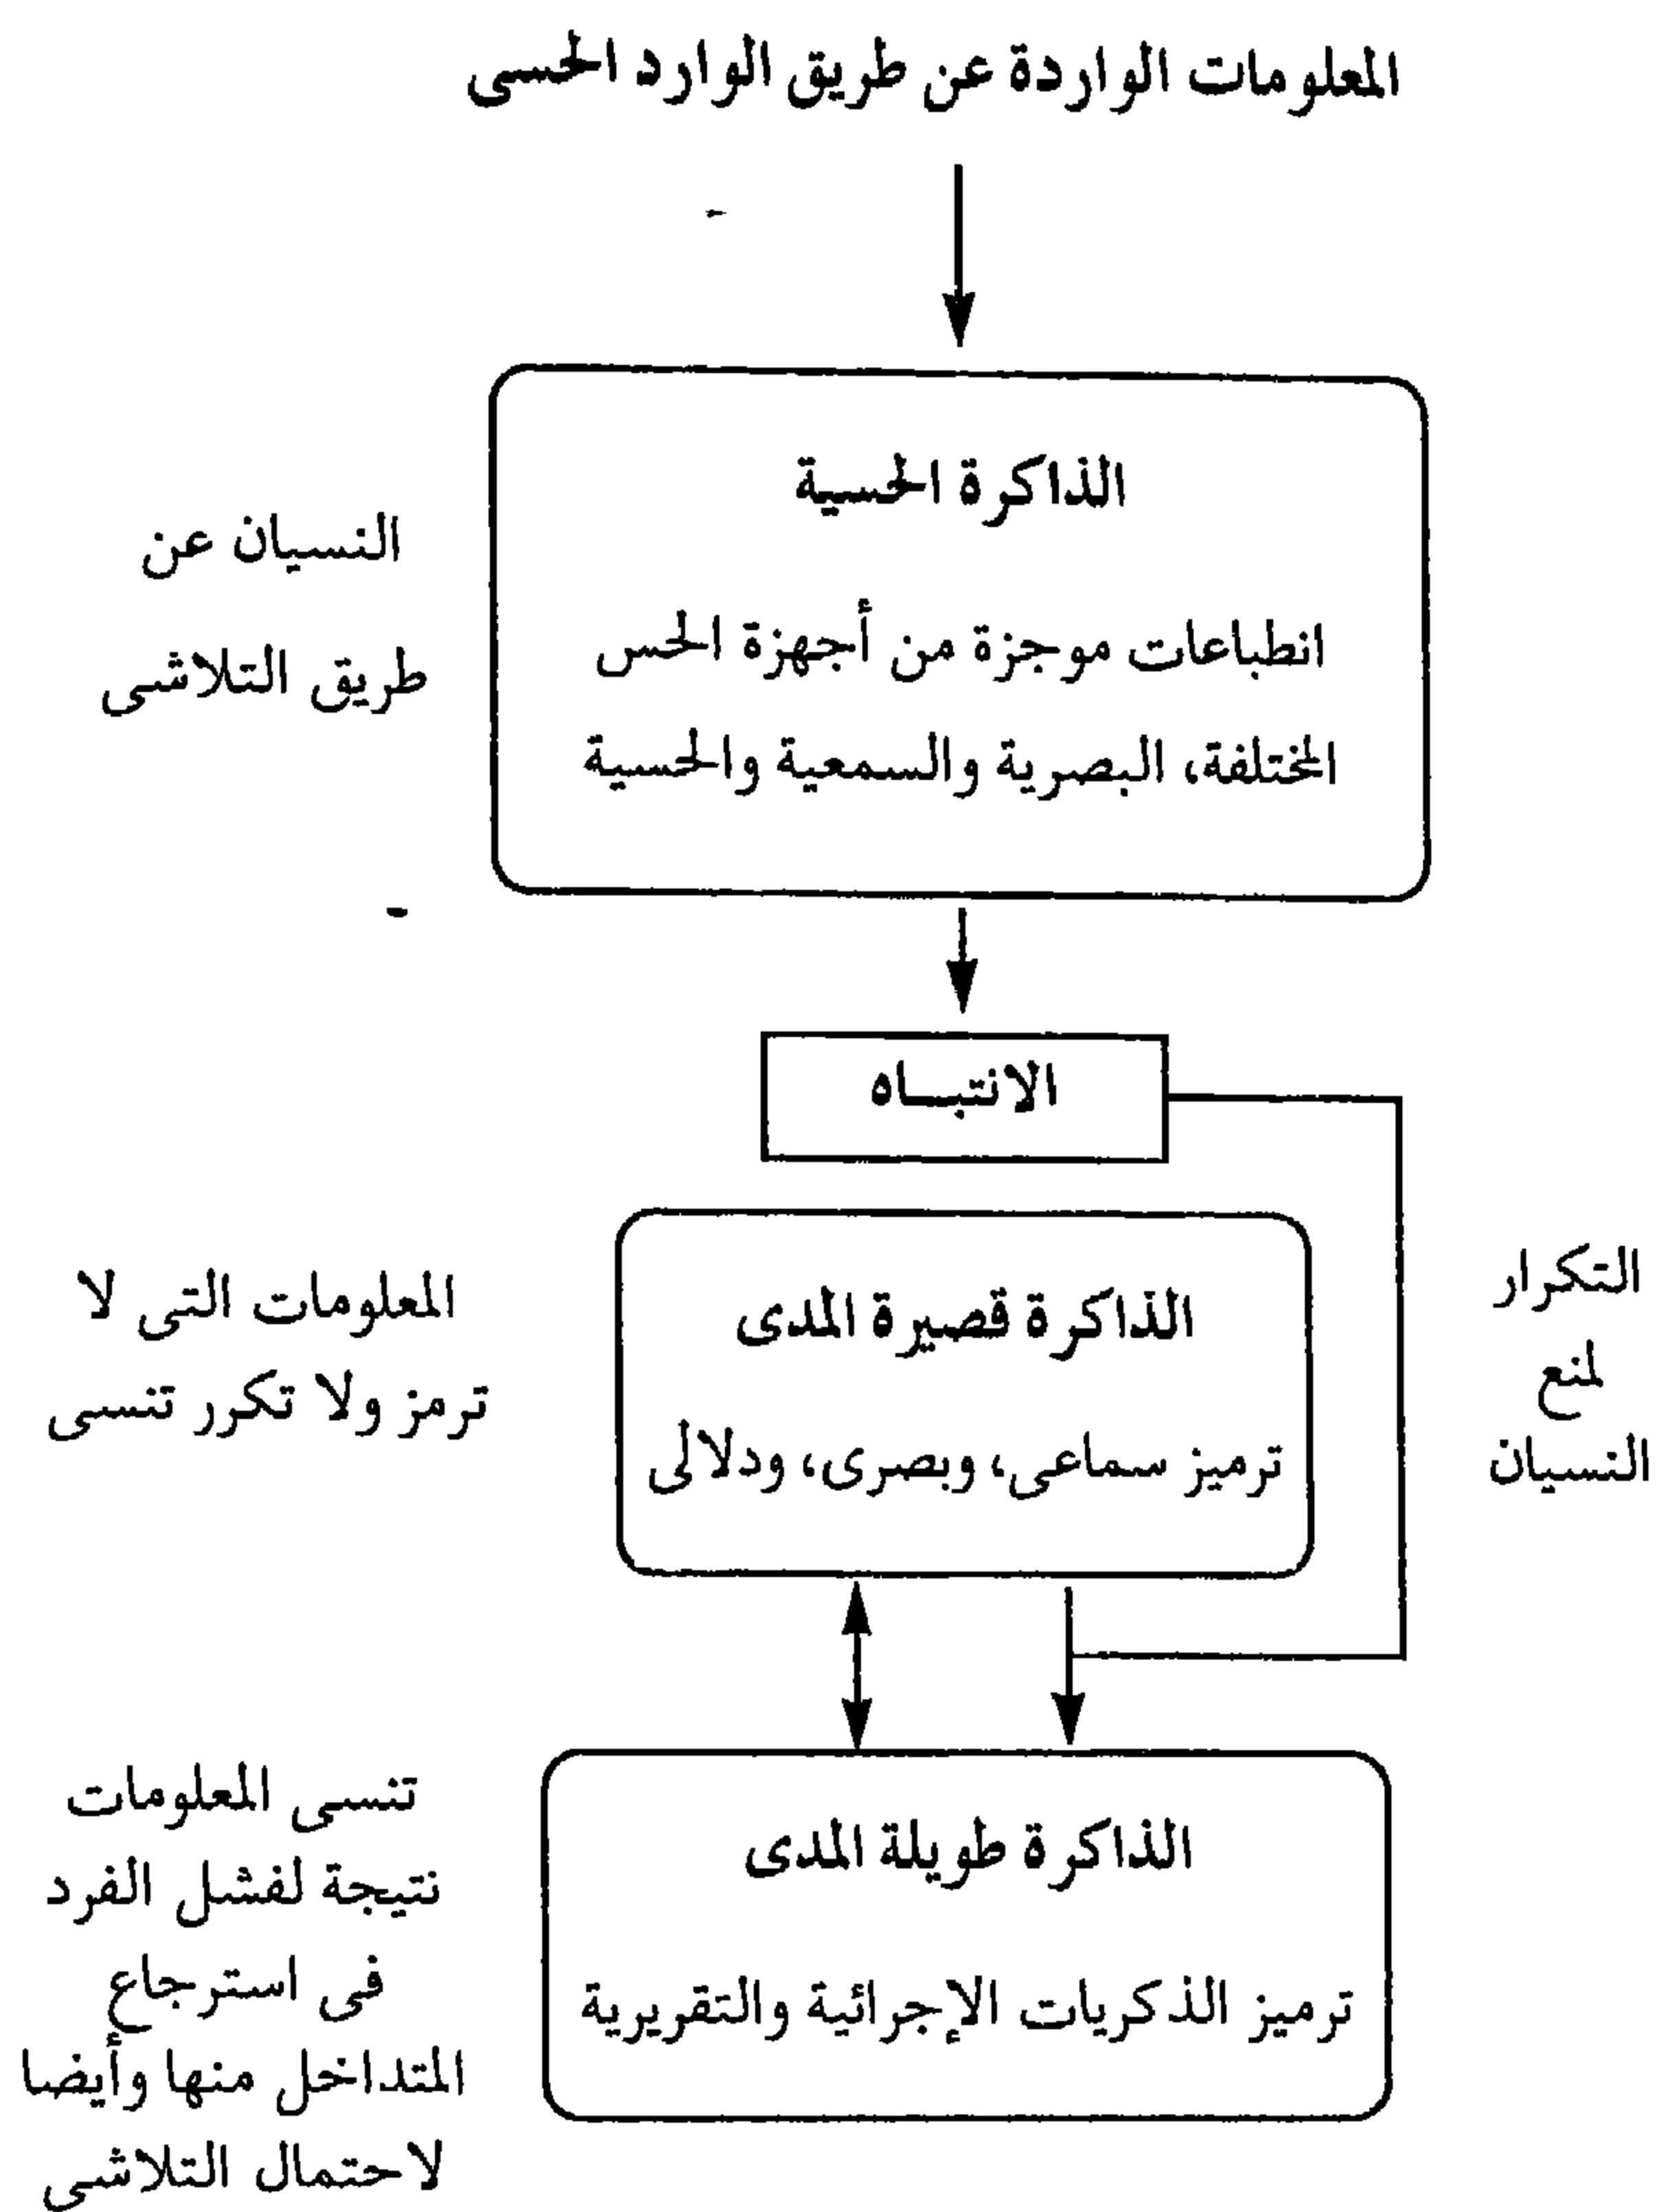 المعلومات الواردة عن طريق الوارد الحسى
الذاكرة الحسية
انطباعات موجزة من أجهزة الحس
المختلفة، البصرية والسمعية والحسية
النسيان عن
طريق التلاشى
الانتبـاه
الذاكرة قصيرة المدى
ترميز سماعى، وبصرى، ودلالى
التكرار
لمنع
النسيان
المعلومات التى لا
ترمز ولا تكرر تنسى
الذاكرة طويلة المدى
ترميز الذكريات الإجرائية والتقريرية
تنسى المعلومات
نتيجة لفشل الفرد
فى استرجاع
المتداخل منها وأيضا
لاحتمال التلاشى